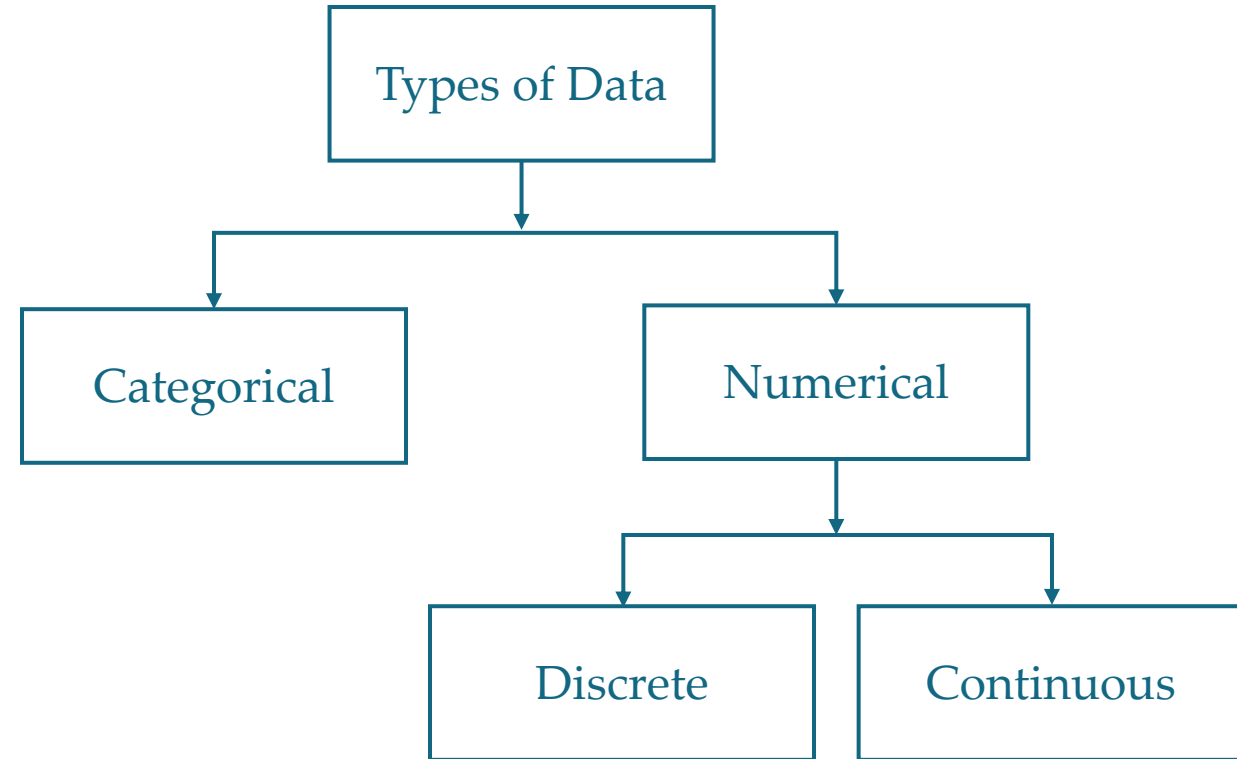 Types of Data
Categorical
Numerical
Discrete
Continuous